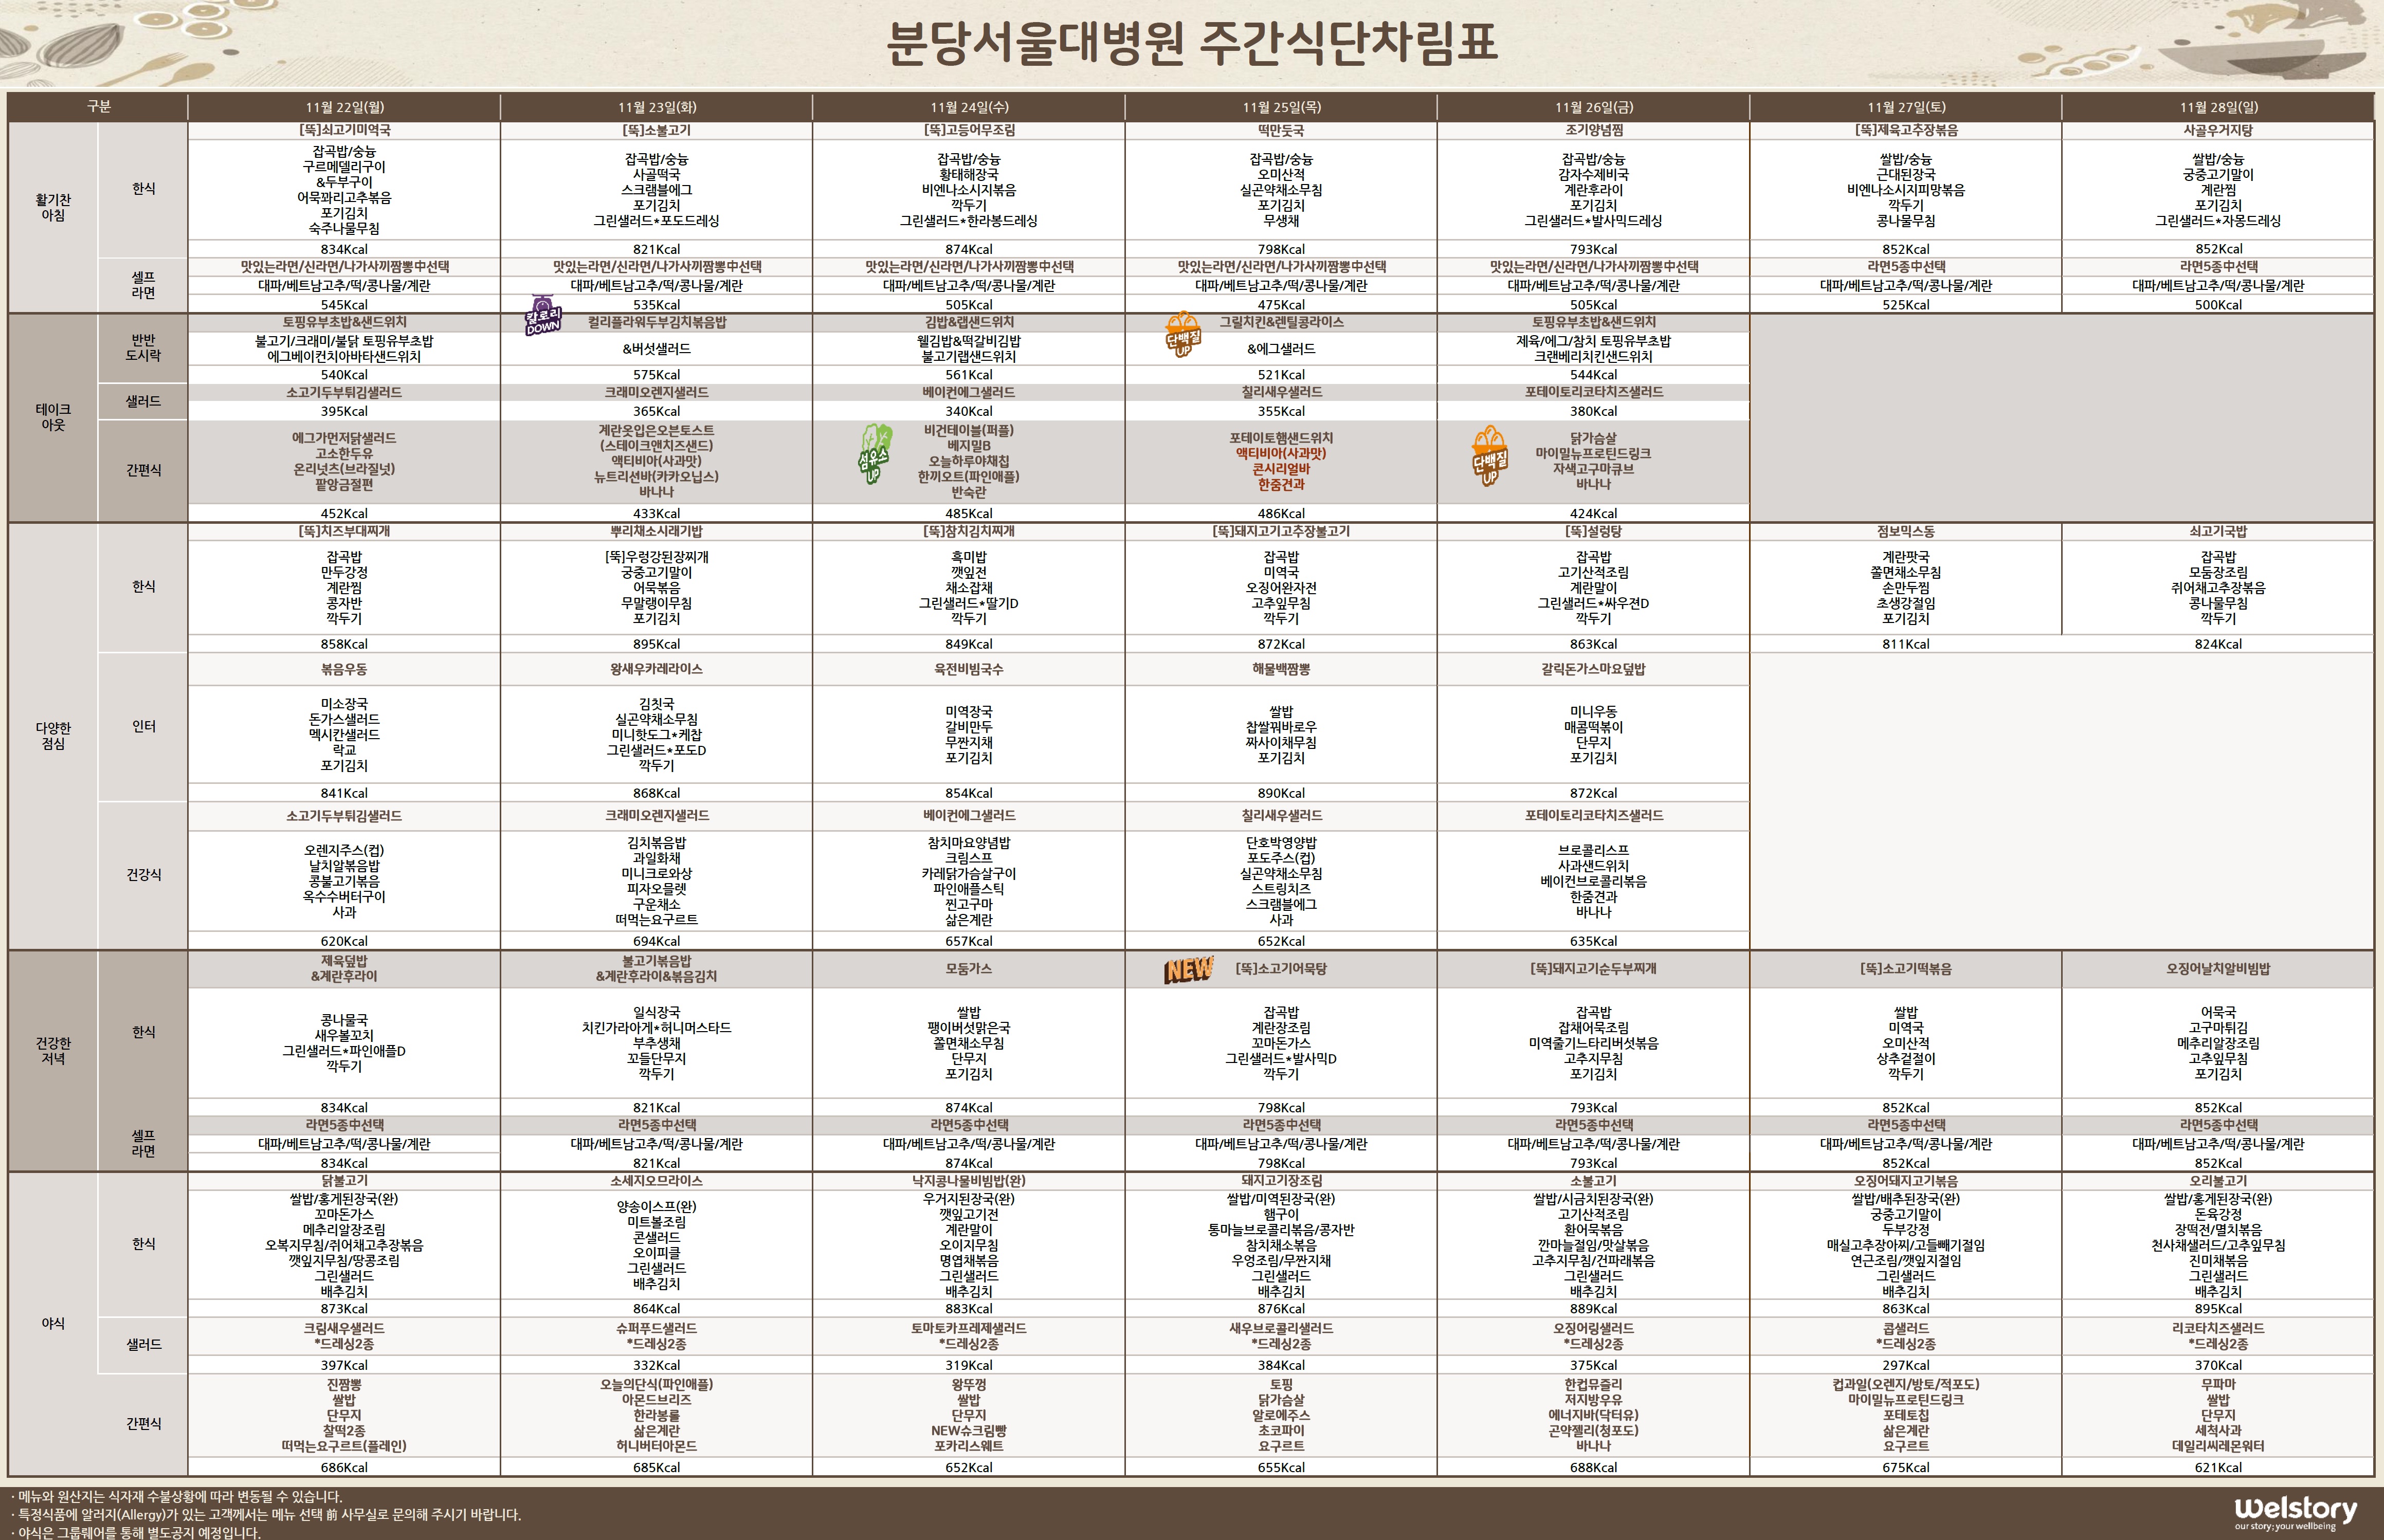 분당서울대병원 주간식단차림표
구분
11월 22일(월)
11월 23일(화)
11월 24일(수)
11월 25일(목)
11월 26일(금)
11월 27일(토)
11월 28일(일)
활기찬
아침
한식
[뚝]쇠고기미역국
잡곡밥/숭늉
구르메델리구이
&두부구이
어묵꽈리고추볶음
포기김치
숙주나물무침
834Kcal
[뚝]소불고기
잡곡밥/숭늉
사골떡국
스크램블에그
포기김치
그린샐러드*포도드레싱
821Kcal
[뚝]고등어무조림
잡곡밥/숭늉
황태해장국
비엔나소시지볶음
깍두기
그린샐러드*한라봉드레싱
874Kcal
떡만둣국
잡곡밥/숭늉
오미산적
실곤약채소무침
포기김치
무생채
798Kcal
조기양념찜
잡곡밥/숭늉
감자수제비국
계란후라이
포기김치
그린샐러드*발사믹드레싱
793Kcal
[뚝]제육고추장볶음
쌀밥/숭늉
근대된장국
비엔나소시지피망볶음
깍두기
콩나물무침
852Kcal
사골우거지탕
쌀밥/숭늉
궁중고기말이
계란찜
포기김치
그린샐러드*자몽드레싱
852Kcal
셀프
라면
맛있는라면/신라면/나가사끼짬뽕中선택
대파/베트남고추/떡/콩나물/계란
545Kcal
맛있는라면/신라면/나가사끼짬뽕中선택
대파/베트남고추/떡/콩나물/계란
535Kcal
맛있는라면/신라면/나가사끼짬뽕中선택
대파/베트남고추/떡/콩나물/계란
505Kcal
맛있는라면/신라면/나가사끼짬뽕中선택
대파/베트남고추/떡/콩나물/계란
475Kcal
맛있는라면/신라면/나가사끼짬뽕中선택
대파/베트남고추/떡/콩나물/계란
505Kcal
라면5종中선택
대파/베트남고추/떡/콩나물/계란
525Kcal
라면5종中선택
대파/베트남고추/떡/콩나물/계란
500Kcal
테이크
아웃
반반
도시락
토핑유부초밥&샌드위치
불고기/크래미/불닭 토핑유부초밥
에그베이컨치아바타샌드위치
540Kcal
칼로리
DOWN
컬리플라워두부김치볶음밥
&버섯샐러드
575Kcal
김밥&랩샌드위치
웰김밥&떡갈비김밥
불고기랩샌드위치
561Kcal
단백질
UP
그릴치킨&렌틸콩라이스
&에그샐러드
521Kcal
토핑유부초밥&샌드위치
제육/에그/참치 토핑유부초밥
크랜베리치킨샌드위치
544Kcal
샐러드
소고기두부튀김샐러드
395Kcal
크래미오렌지샐러드
365Kcal
베이컨에그샐러드
340Kcal
칠리새우샐러드
355Kcal
포테이토리코타치즈샐러드
380Kcal
간편식
에그가먼저닭샐러드
고소한두유
온리넛츠(브라질넛)
팥앙금절편
452Kcal
계란옷입은오븐토스트
(스테이크앤치즈샌드)
액티비아(사과맛)
뉴트리션바(카카오닙스)
바나나
433Kcal
섬유소
UP
비건테이블(퍼플)
베지밀B
오늘하루야채칩
한끼오트(파인애플)
반숙란
485Kcal
포테이토햄샌드위치
액티비아(사과맛)
콘시리얼바
한줌견과
486Kcal
단백질
UP
닭가슴살
마이밀뉴프로틴드링크
자색고구마큐브
바나나
424Kcal
다양한
점심
한식
[뚝]치즈부대찌개
잡곡밥
만두강정
계란찜
콩자반
깍두기
858Kcal
뿌리채소시래기밥
[뚝]우렁강된장찌개
궁중고기말이
어묵볶음
무말랭이무침
포기김치
895Kcal
[뚝]참치김치찌개
흑미밥
깻잎전
채소잡채
그린샐러드*딸기D
깍두기
849Kcal
[뚝]돼지고기고추장불고기
잡곡밥
미역국
오징어완자전
고추잎무침
깍두기
872Kcal
[뚝]설렁탕
잡곡밥
고기산적조림
계란말이
그린샐러드*싸우젼D
깍두기
863Kcal
점보믹스동
계란팟국
쫄면채소무침
손만두찜
초생강절임
포기김치
811Kcal
쇠고기국밥
잡곡밥
모둠장조림
쥐어채고추장볶음
콩나물무침
깍두기
824Kcal
인터
볶음우동
미소장국
돈가스샐러드
멕시칸샐러드
락교
포기김치
841Kcal
왕새우카레라이스
김칫국
실곤약채소무침
미니핫도그*케찹
그린샐러드*포도D
깍두기
868Kcal
육전비빔국수
미역장국
갈비만두
무짠지채
포기김치
854Kcal
해물백짬뽕
쌀밥
찹쌀꿔바로우
짜사이채무침
포기김치
890Kcal
갈릭돈가스마요덮밥
미니우동
매콤떡볶이
단무지
포기김치
872Kcal
건강식
소고기두부튀김샐러드
오렌지주스(컵)
날치알볶음밥
콩불고기볶음
옥수수버터구이
사과
620Kcal
크래미오렌지샐러드
김치볶음밥
과일화채
미니크로와상
피자오믈렛
구운채소
떠먹는요구르트
694Kcal
베이컨에그샐러드
참치마요양념밥
크림스프
카레닭가슴살구이
파인애플스틱
찐고구마
삶은계란
657Kcal
칠리새우샐러드
단호박영양밥
포도주스(컵)
실곤약채소무침
스트링치즈
스크램블에그
사과
652Kcal
포테이토리코타치즈샐러드
브로콜리스프
사과샌드위치
베이컨브로콜리볶음
한줌견과
바나나
635Kcal
건강한
저녁
한식
제육덮밥
&계란후라이
콩나물국
새우볼꼬치
그린샐러드*파인애플D
깍두기
834Kcal
불고기볶음밥
&계란후라이&볶음김치
일식장국
치킨가라아게*허니머스타드
부추생채
꼬들단무지
깍두기
821Kcal
모둠가스
쌀밥
팽이버섯맑은국
쫄면채소무침
단무지
포기김치
874Kcal
NEW
[뚝]소고기어묵탕
잡곡밥
계란장조림
꼬마돈가스
그린샐러드*발사믹D
깍두기
798Kcal
[뚝]돼지고기순두부찌개
잡곡밥
잡채어묵조림
미역줄기느타리버섯볶음
고추지무침
포기김치
793Kcal
[뚝]소고기떡볶음
쌀밥
미역국
오미산적
상추겉절이
깍두기
852Kcal
오징어날치알비빔밥
어묵국
고구마튀김
메추리알장조림
고추잎무침
포기김치
852Kcal
셀프
라면
라면5종中선택
대파/베트남고추/떡/콩나물/계란
834Kcal
라면5종中선택
대파/베트남고추/떡/콩나물/계란
821Kcal
라면5종中선택
대파/베트남고추/떡/콩나물/계란
874Kcal
라면5종中선택
대파/베트남고추/떡/콩나물/계란
798Kcal
라면5종中선택
대파/베트남고추/떡/콩나물/계란
793Kcal
라면5종中선택
대파/베트남고추/떡/콩나물/계란
852Kcal
라면5종中선택
대파/베트남고추/떡/콩나물/계란
852Kcal
야식
한식
닭불고기
쌀밥/홍게된장국(완)
꼬마돈가스
메추리알장조림
오복지무침/쥐어채고추장볶음
깻잎지무침/땅콩조림
그린샐러드
배추김치
873Kcal
소세지오므라이스
양송이스프(완)
미트볼조림
콘샐러드
오이피클
그린샐러드
배추김치
864Kcal
낙지콩나물비빔밥(완)
우거지된장국(완)
깻잎고기전
계란말이
오이지무침
명엽채볶음
그린샐러드
배추김치
883Kcal
돼지고기장조림
쌀밥/미역된장국(완)
햄구이
통마늘브로콜리볶음/콩자반
참치채소볶음
우엉조림/무짠지채
그린샐러드
배추김치
876Kcal
소불고기
쌀밥/시금치된장국(완)
고기산적조림
환어묵볶음
깐마늘절임/맛살볶음
고추지무침/건파래볶음
그린샐러드
배추김치
889Kcal
오징어돼지고기볶음
쌀밥/배추된장국(완)
궁중고기말이
두부강정
매실고추장아찌/고들빼기절임
연근조림/깻잎지절임
그린샐러드
배추김치
863Kcal
오리불고기
쌀밥/홍게된장국(완)
돈육강정
장떡전/멸치볶음
천사채샐러드/고추잎무침
진미채볶음
그린샐러드
배추김치
895Kcal
샐러드
크림새우샐러드
*드레싱2종
397Kcal
슈퍼푸드샐러드
*드레싱2종
332Kcal
토마토카프레제샐러드
*드레싱2종
319Kcal
새우브로콜리샐러드
*드레싱2종
384Kcal
오징어링샐러드
*드레싱2종
375Kcal
콥샐러드
*드레싱2종
297Kcal
리코타치즈샐러드
*드레싱2종
370Kcal
간편식
진짬뽕
쌀밥
단무지
찰떡2종
떠먹는요구르트(플레인)
686Kcal
오늘의단식(파인애플)
아몬드브리즈
한라봉롤
삶은계란
허니버터아몬드
685Kcal
왕뚜껑
쌀밥
단무지
NEW슈크림빵
포카리스웨트
652Kcal
토핑
닭가슴살
알로에주스
초코파이
요구르트
655Kcal
한컵뮤즐리
저지방우유
에너지바(닥터유)
곤약젤리(청포도)
바나나
688Kcal
컵과일(오렌지/방토/적포도)
마이밀뉴프로틴드링크
포테토칩
삶은계란
요구르트
675Kcal
무파마
쌀밥
단무지
세척사과
데일리씨레몬워터
621Kcal
· 메뉴와 원산지는 식자재 수불상황에 따라 변동될 수 있습니다.
· 특정식품에 알러지(Allergy)가 있는 고객께서는 메뉴 선택 前 사무실로 문의해 주시기 바랍니다.
· 야식은 그룹웨어를 통해 별도공지 예정입니다.
welstory
our story; your wellbeing